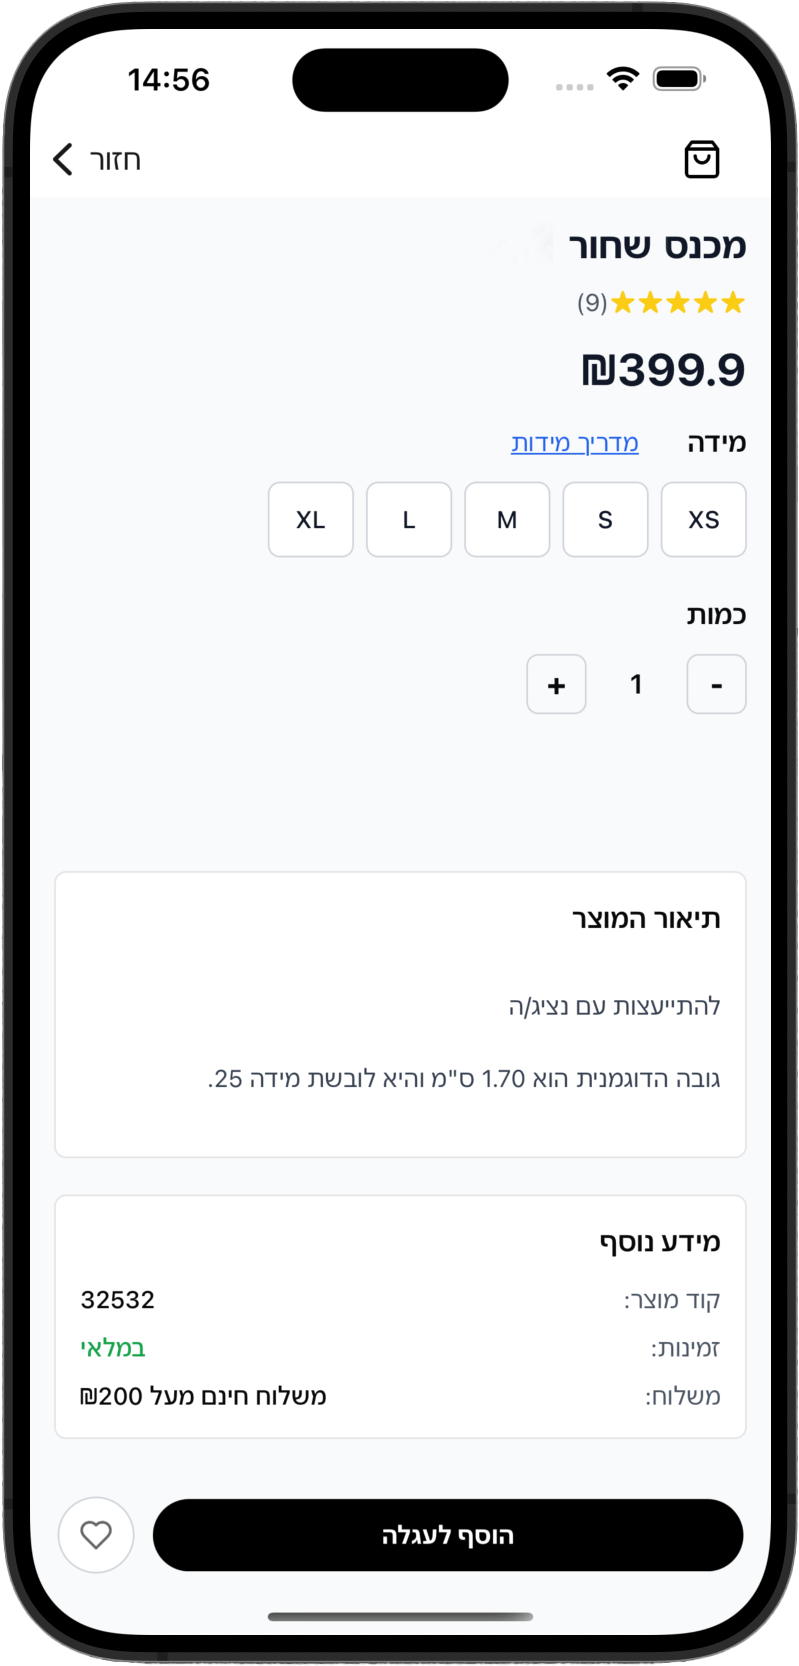 14:56
חזור
מכנס שחור
(9)
₪399.9
מידה מדריך מידות
XS S M L XL
כמות
- 1 +
תיאור המוצר
להתייעצות עם נציג/ה
גובה הדוגמנית הוא 1.70 ס"מ והיא לובשת מידה 25.
מידע נוסף
קוד מוצר: 32532
זמינות: במלאי
משלוח: משלוח חינם מעל ₪200
הוסף לעגלה